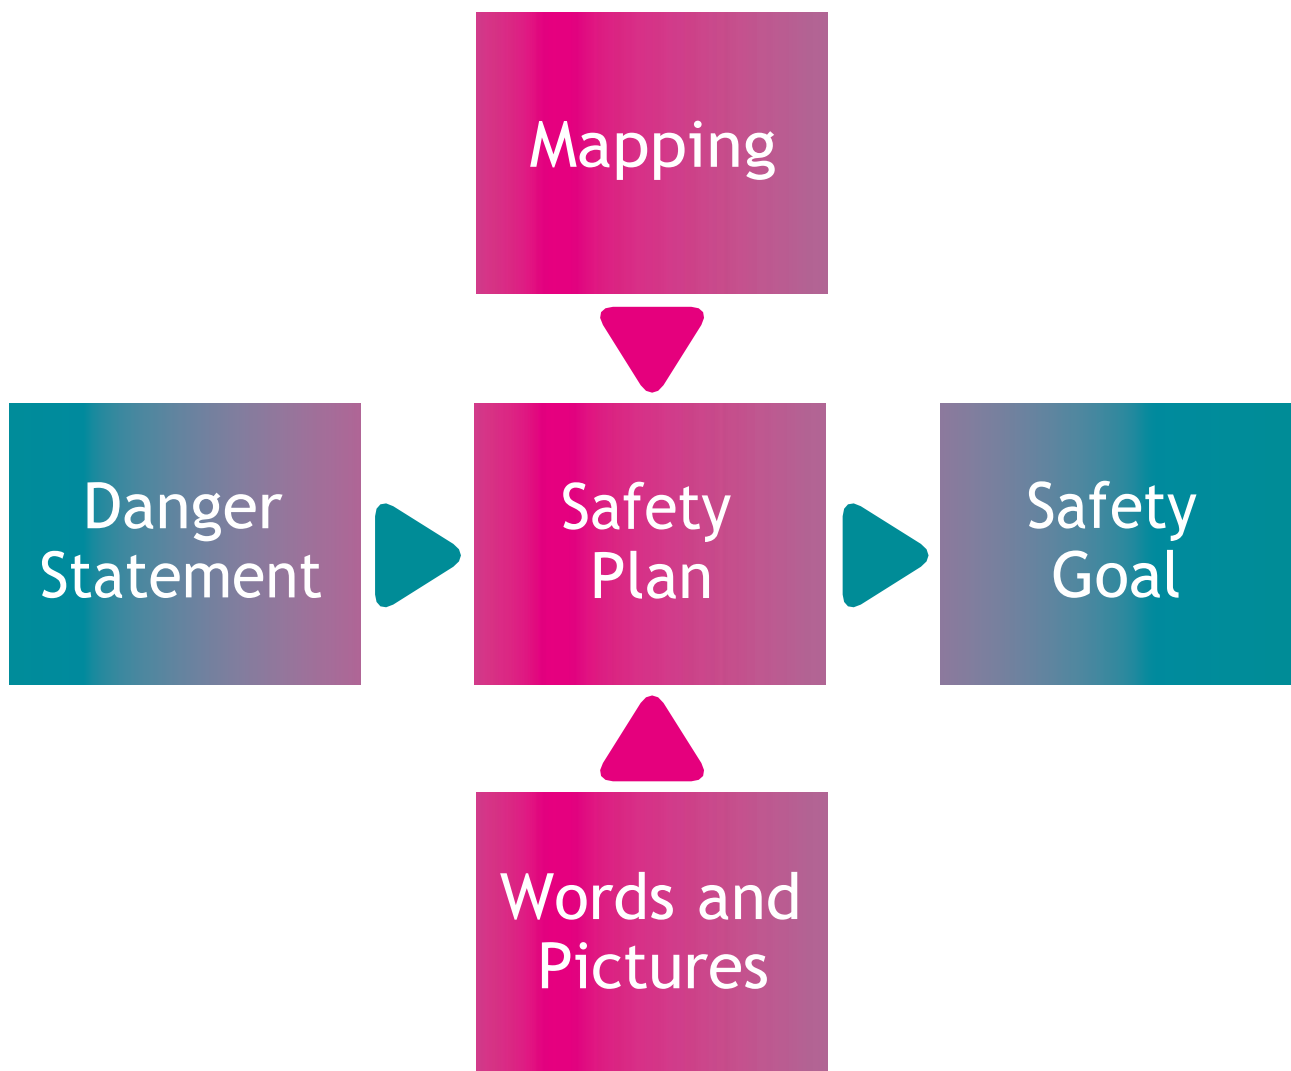 Mapping
Danger
Statement
Safety
Plan
Safety
Goal
Words and
Pictures